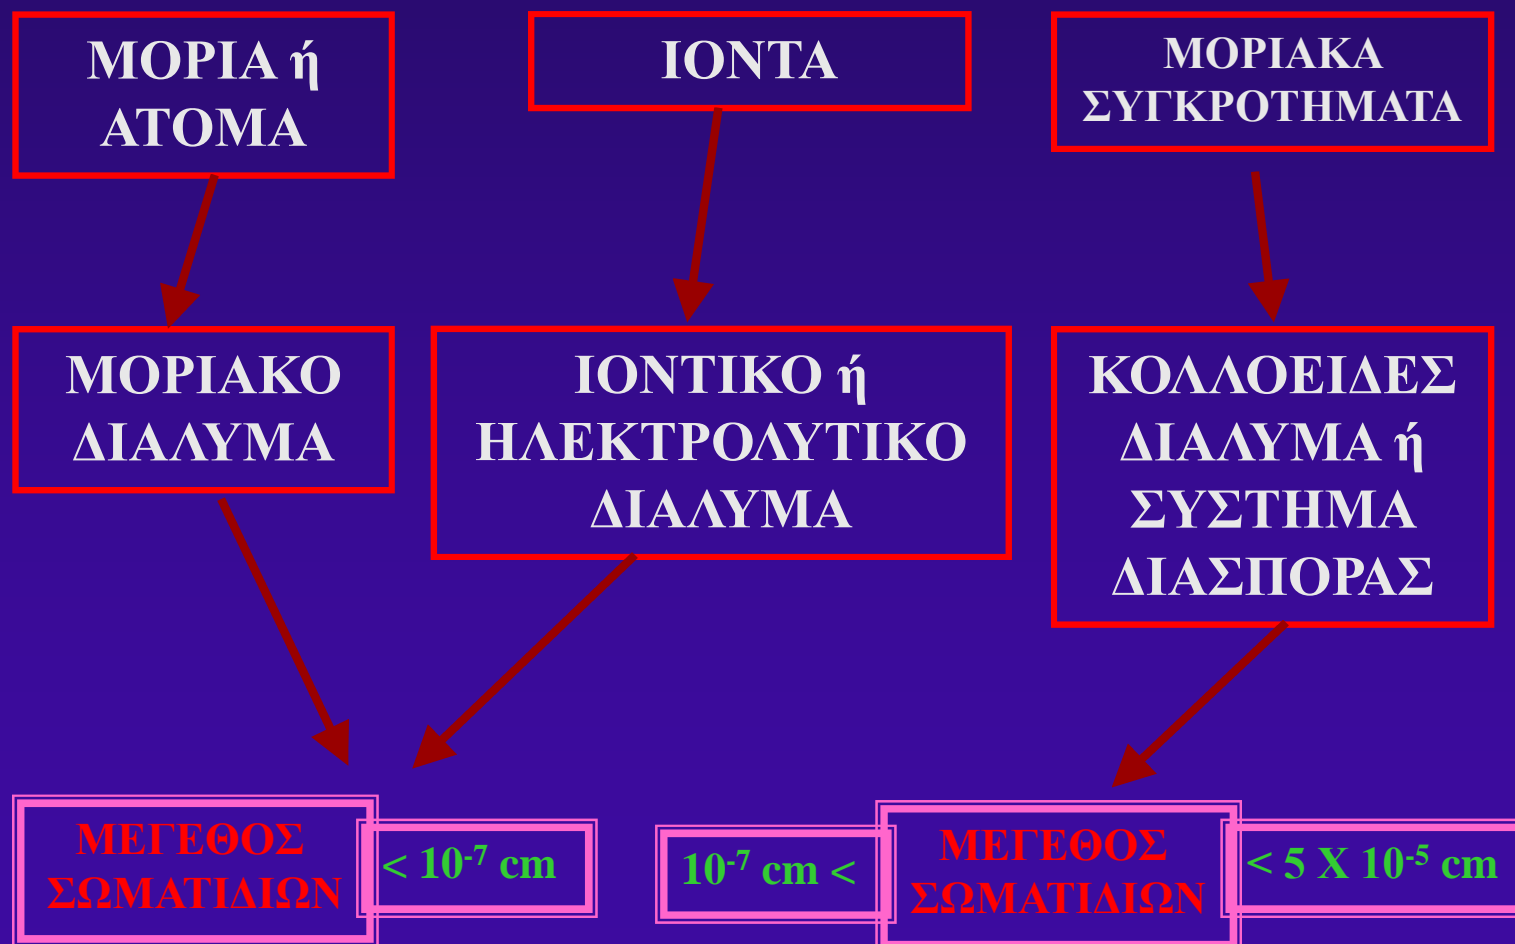 ΜΟΡΙΑ ή
ΑΤΟΜΑ
ΙΟΝΤΑ
ΜΟΡΙΑΚΑ
ΣΥΓΚΡΟΤΗΜΑΤΑ
ΜΟΡΙΑΚΟ
ΔΙΑΛΥΜΑ
ΙΟΝΤΙΚΟ ή
ΗΛΕΚΤΡΟΛΥΤΙΚΟ
ΔΙΑΛΥΜΑ
ΚΟΛΛΟΕΙΔΕΣ
ΔΙΑΛΥΜΑ ή
ΣΥΣΤΗΜΑ
ΔΙΑΣΠΟΡΑΣ
ΜΕΓΕΘΟΣ
ΣΩΜΑΤΙΔΙΩΝ
< 10⁻⁷ cm
10⁻⁷ cm <
ΜΕΓΕΘΟΣ
ΣΩΜΑΤΙΔΙΩΝ
< 5 Χ 10⁻⁵ cm